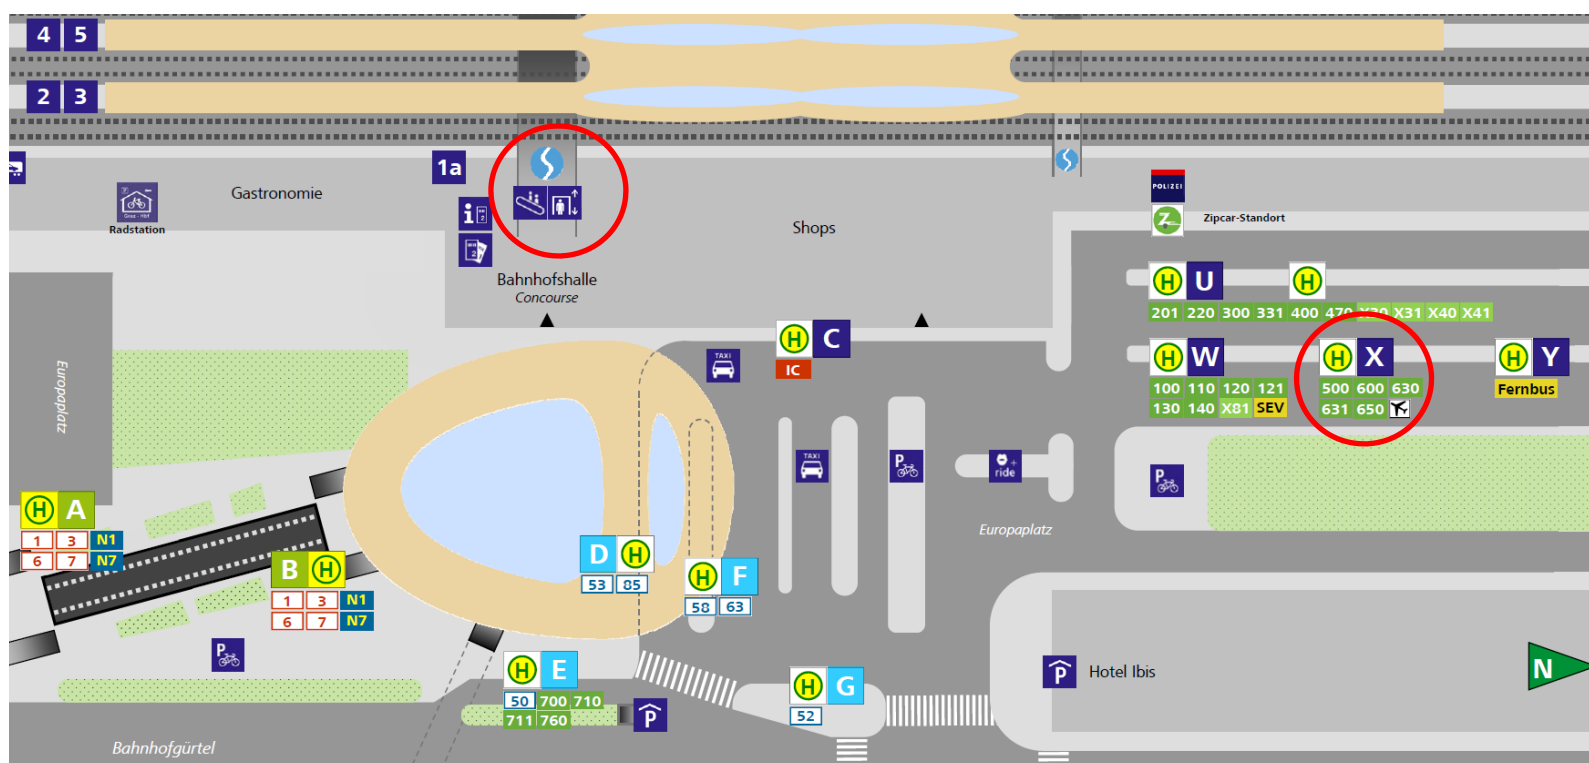 4 5
2 3
1a
Gastronomie
Radstation
Shops
POLIZEI
Zipcar-Standort
Bahnhofshalle
Concourse
H U H
201 220 300 331 400 470 X30 X31 X40 X41
TAXI
H C
IC
H W
100 110 120 121
130 140 X81 SEV
H X
500 600 630
631 650
H Y
Fernbus
Europaplatz
TAXI
P
+
ride
P
Europaplatz
H A
1 3 N1
6 7 N7
B H
1 3 N1
6 7 N7
D H
53 85
H F
58 63
P
H E
50 700 710
711 760
P
H G
52
P
Hotel Ibis
N
Bahnhofgürtel